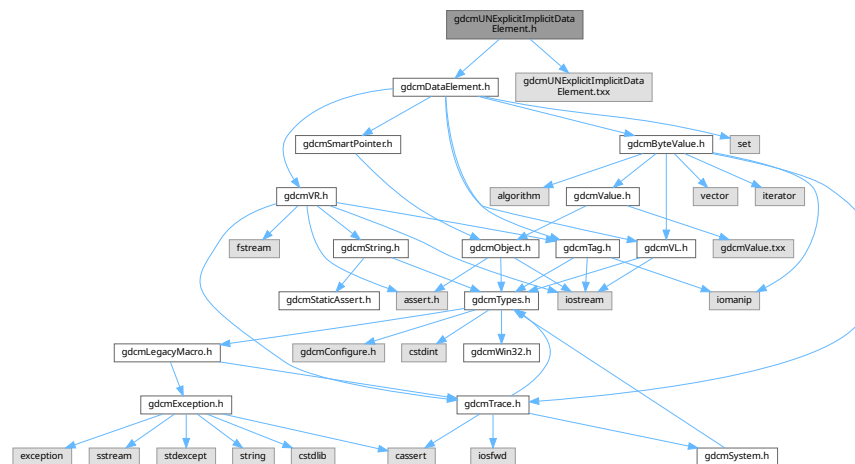 gdcmUNExplicitImplicitData
Element.h
gdcmDataElement.h
gdcmUNExplicitImplicitData
Element.txx
gdcmSmartPointer.h
gdcmByteValue.h
set
gdcmVR.h
algorithm
gdcmValue.h
vector
iterator
fstream
gdcmString.h
gdcmObject.h
gdcmTag.h
gdcmVL.h
gdcmValue.txx
gdcmStaticAssert.h
assert.h
gdcmTypes.h
iostream
iomanip
gdcmLegacyMacro.h
gdcmConfigure.h
cstdint
gdcmWin32.h
gdcmException.h
gdcmTrace.h
exception
sstream
stdexcept
string
cstdlib
cassert
iosfwd
gdcmSystem.h